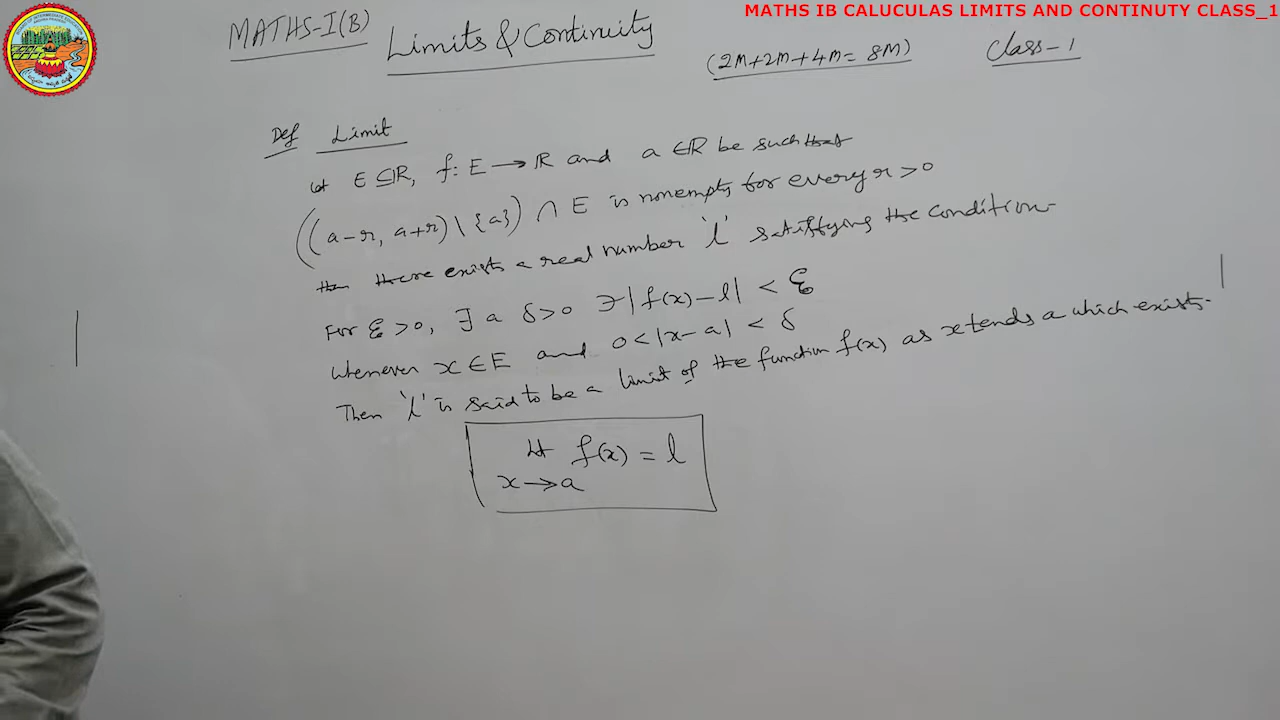 MATHS IB CALUCULAS LIMITS AND CONTINUTY CLASS_1
MATHS-I(B) Limits & Continuity (2M+2M+4M= 8M) Class-1
Def Limit
let E ⊆ R, f: E → R and a ∈ R be such that
((a-r, a+r) \ {a}) ∩ E is nonempty for every r > 0
then there exists a real number 'l' satisfying the condition
For ε > 0, ∃ a δ > 0 ∋ |f(x) - l| < ε
Whenever x ∈ E and 0 < |x - a| < δ
Then 'l' is said to be a limit of the function f(x) as x tends a which exists.
Lt f(x) = l
x → a